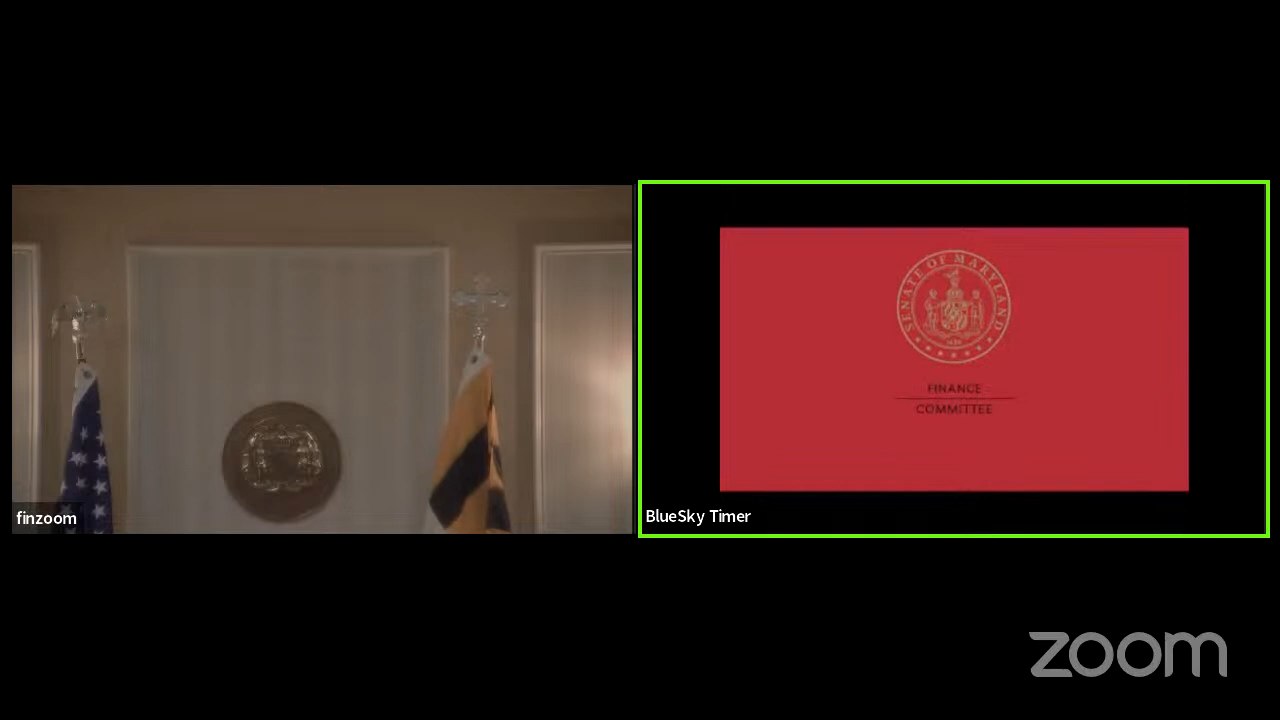 SENATE OF MARYLAND
FINANCE
COMMITTEE
finzoom
BlueSky Timer
zoom